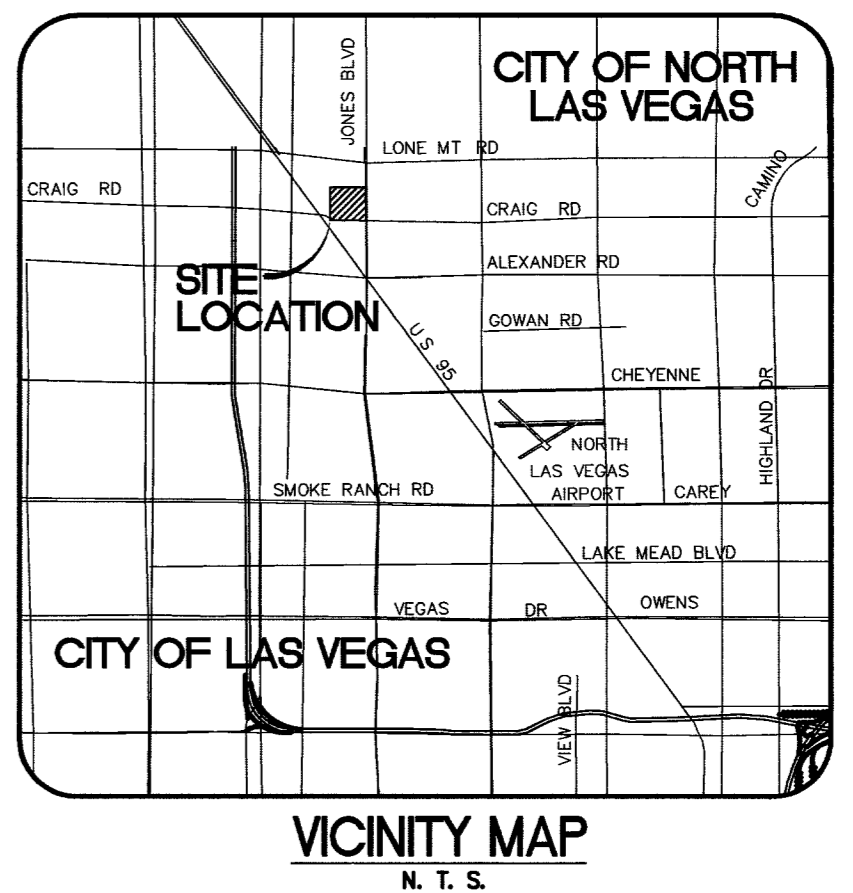 JONES BLVD
CITY OF NORTH
LAS VEGAS
LONE MT RD
CAMINO
CRAIG RD
CRAIG RD
SITE
LOCATION
ALEXANDER RD
GOWAN RD
U S 95
CHEYENNE
HIGHLAND DR
NORTH
LAS VEGAS
AIRPORT
SMOKE RANCH RD
CAREY
LAKE MEAD BLVD
VEGAS DR
OWENS
CITY OF LAS VEGAS
VIEW BLVD
VICINITY MAP
N. T. S.